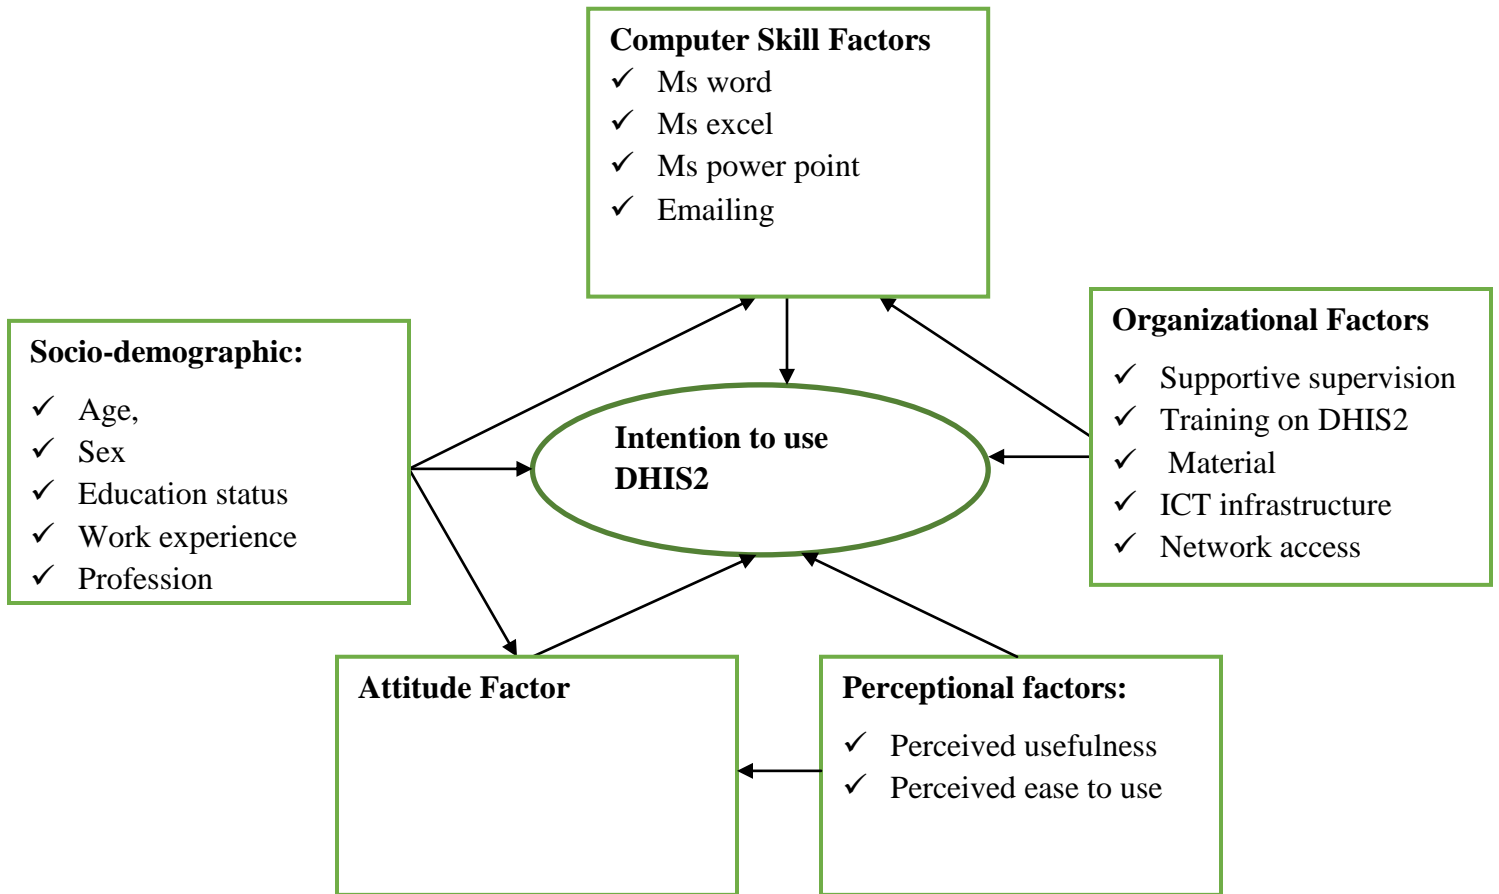 Computer Skill Factors
✓ Ms word
✓ Ms excel
✓ Ms power point
✓ Emailing
Socio-demographic:
✓ Age,
✓ Sex
✓ Education status
✓ Work experience
✓ Profession
Intention to use
DHIS2
Organizational Factors
✓ Supportive supervision
✓ Training on DHIS2
✓ Material
✓ ICT infrastructure
✓ Network access
Attitude Factor
Perceptional factors:
✓ Perceived usefulness
✓ Perceived ease to use